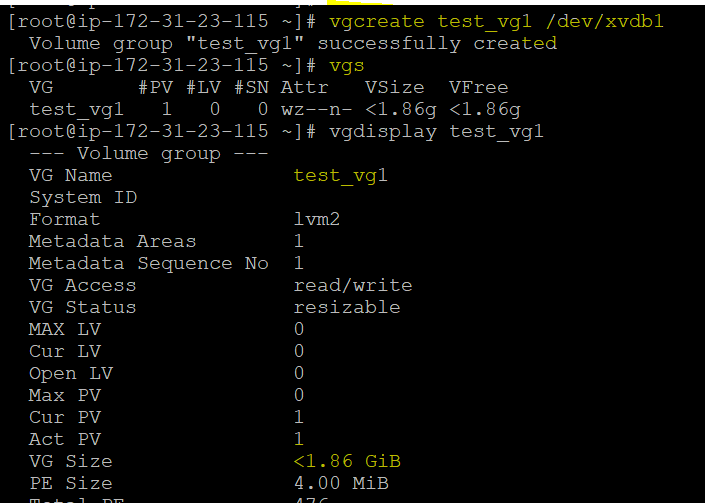 [root@ip-172-31-23-115 ~]# vgcreate test_vg1 /dev/xvdb1
Volume group "test_vg1" successfully created
[root@ip-172-31-23-115 ~]# vgs
VG #PV #LV #SN Attr VSize VFree
test_vg1 1 0 0 wz--n- <1.86g <1.86g
[root@ip-172-31-23-115 ~]# vgdisplay test_vg1
--- Volume group ---
VG Name test_vg1
System ID
Format lvm2
Metadata Areas 1
Metadata Sequence No 1
VG Access read/write
VG Status resizable
MAX LV 0
Cur LV 0
Open LV 0
Max PV 0
Cur PV 1
Act PV 1
VG Size <1.86 GiB
PE Size 4.00 MiB
Total PE 476